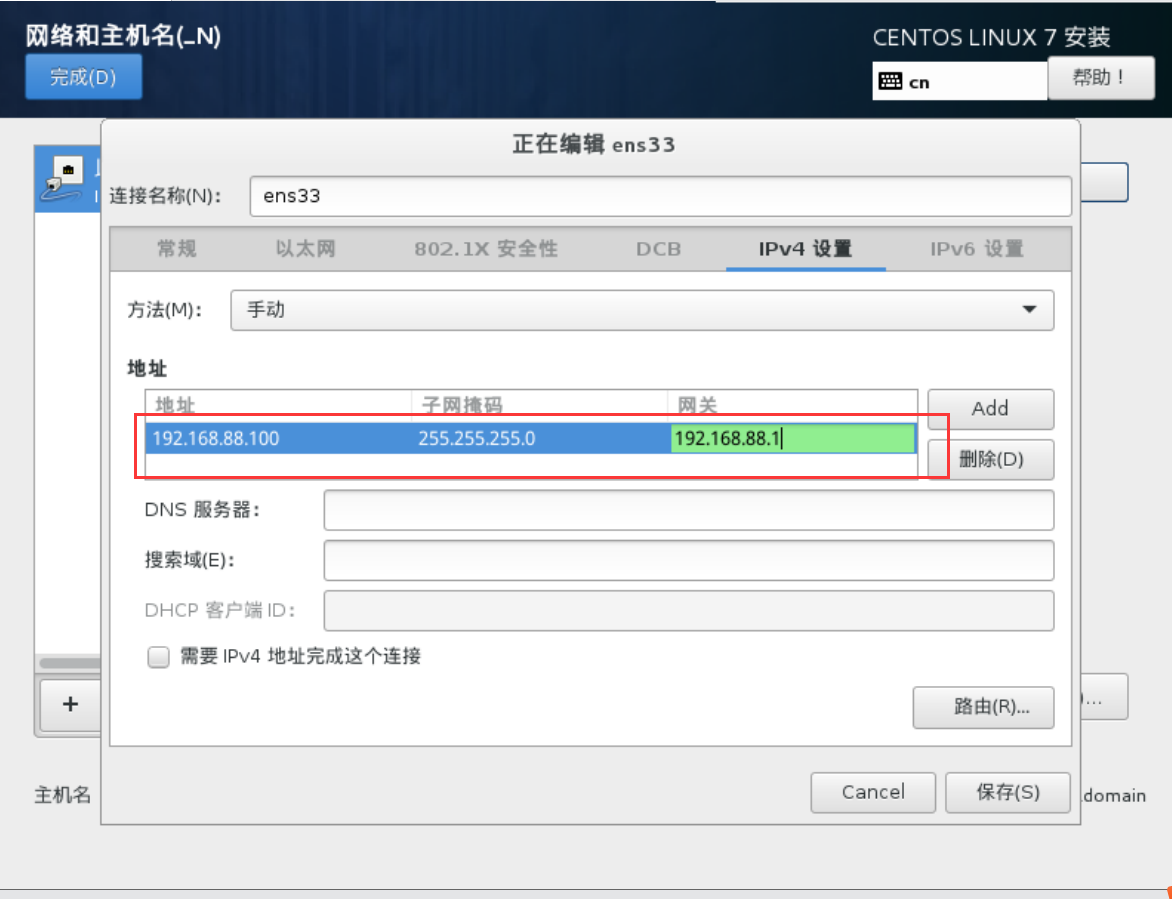 网络和主机名(_N)
CENTOS LINUX 7 安装
完成(D)
cn
帮助！
正在编辑 ens33
连接名称(N)：
ens33
常规
以太网
802.1X 安全性
DCB
IPv4 设置
IPv6 设置
方法(M)：
手动
地址
地址
子网掩码
网关
Add
192.168.88.100
255.255.255.0
192.168.88.1
删除(D)
DNS 服务器：
搜索域(E)：
DHCP 客户端 ID：
需要 IPv4 地址完成这个连接
+
路由(R)...
)...
Cancel
保存(S)
主机名
.domain